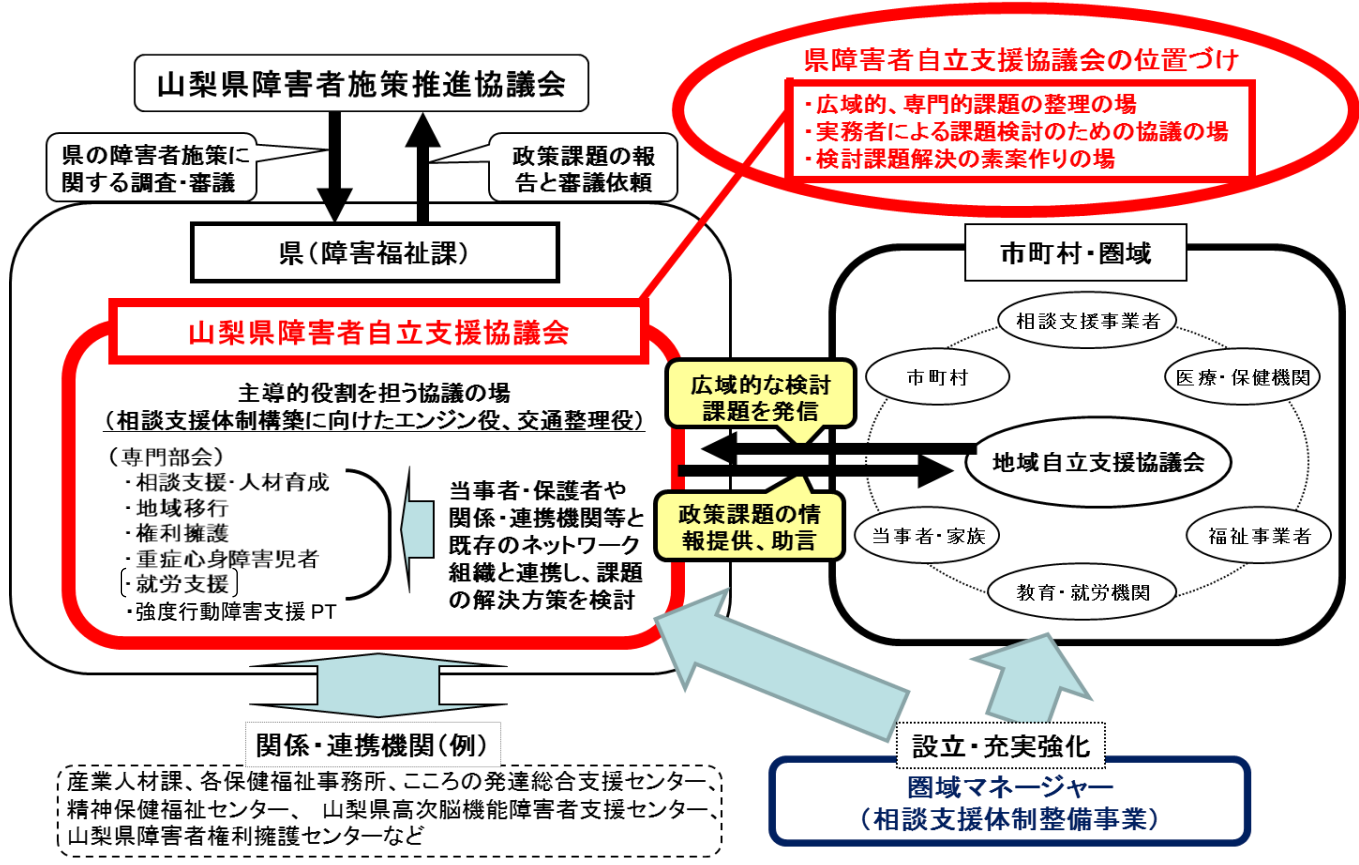 山梨県障害者施策推進協議会
県の障害者施策に
関する調査・審議
政策課題の報
告と審議依頼
県障害者自立支援協議会の位置づけ
・広域的、専門的課題の整理の場
・実務者による課題検討のための協議の場
・検討課題解決の素案作りの場
県（障害福祉課）
山梨県障害者自立支援協議会
主導的役割を担う協議の場
（相談支援体制構築に向けたエンジン役、交通整理役）
（専門部会）
・相談支援・人材育成
・地域移行
・権利擁護
・重症心身障害児者
・就労支援
・強度行動障害支援PT
当事者・保護者や
関係・連携機関等と
既存のネットワーク
組織と連携し、課題
の解決方策を検討
広域的な検討
課題を発信
政策課題の情
報提供、助言
市町村・圏域
相談支援事業者
市町村
医療・保健機関
地域自立支援協議会
当事者・家族
福祉事業者
教育・就労機関
関係・連携機関（例）
産業人材課、各保健福祉事務所、こころの発達総合支援センター、
精神保健福祉センター、 山梨県高次脳機能障害者支援センター、
山梨県障害者権利擁護センターなど
設立・充実強化
圏域マネージャー
（相談支援体制整備事業）